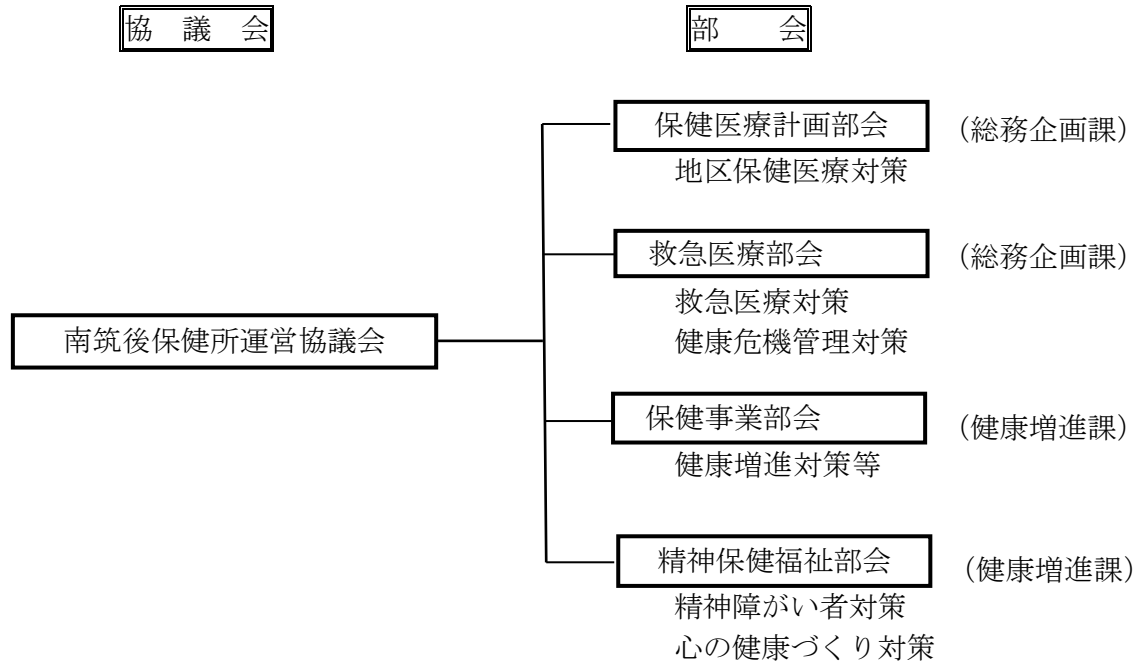 協　議　会
部　　会
保健医療計画部会
（総務企画課）
地区保健医療対策
救急医療部会
（総務企画課）
救急医療対策
健康危機管理対策
南筑後保健所運営協議会
保健事業部会
（健康増進課）
健康増進対策等
精神保健福祉部会
（健康増進課）
精神障がい者対策
心の健康づくり対策